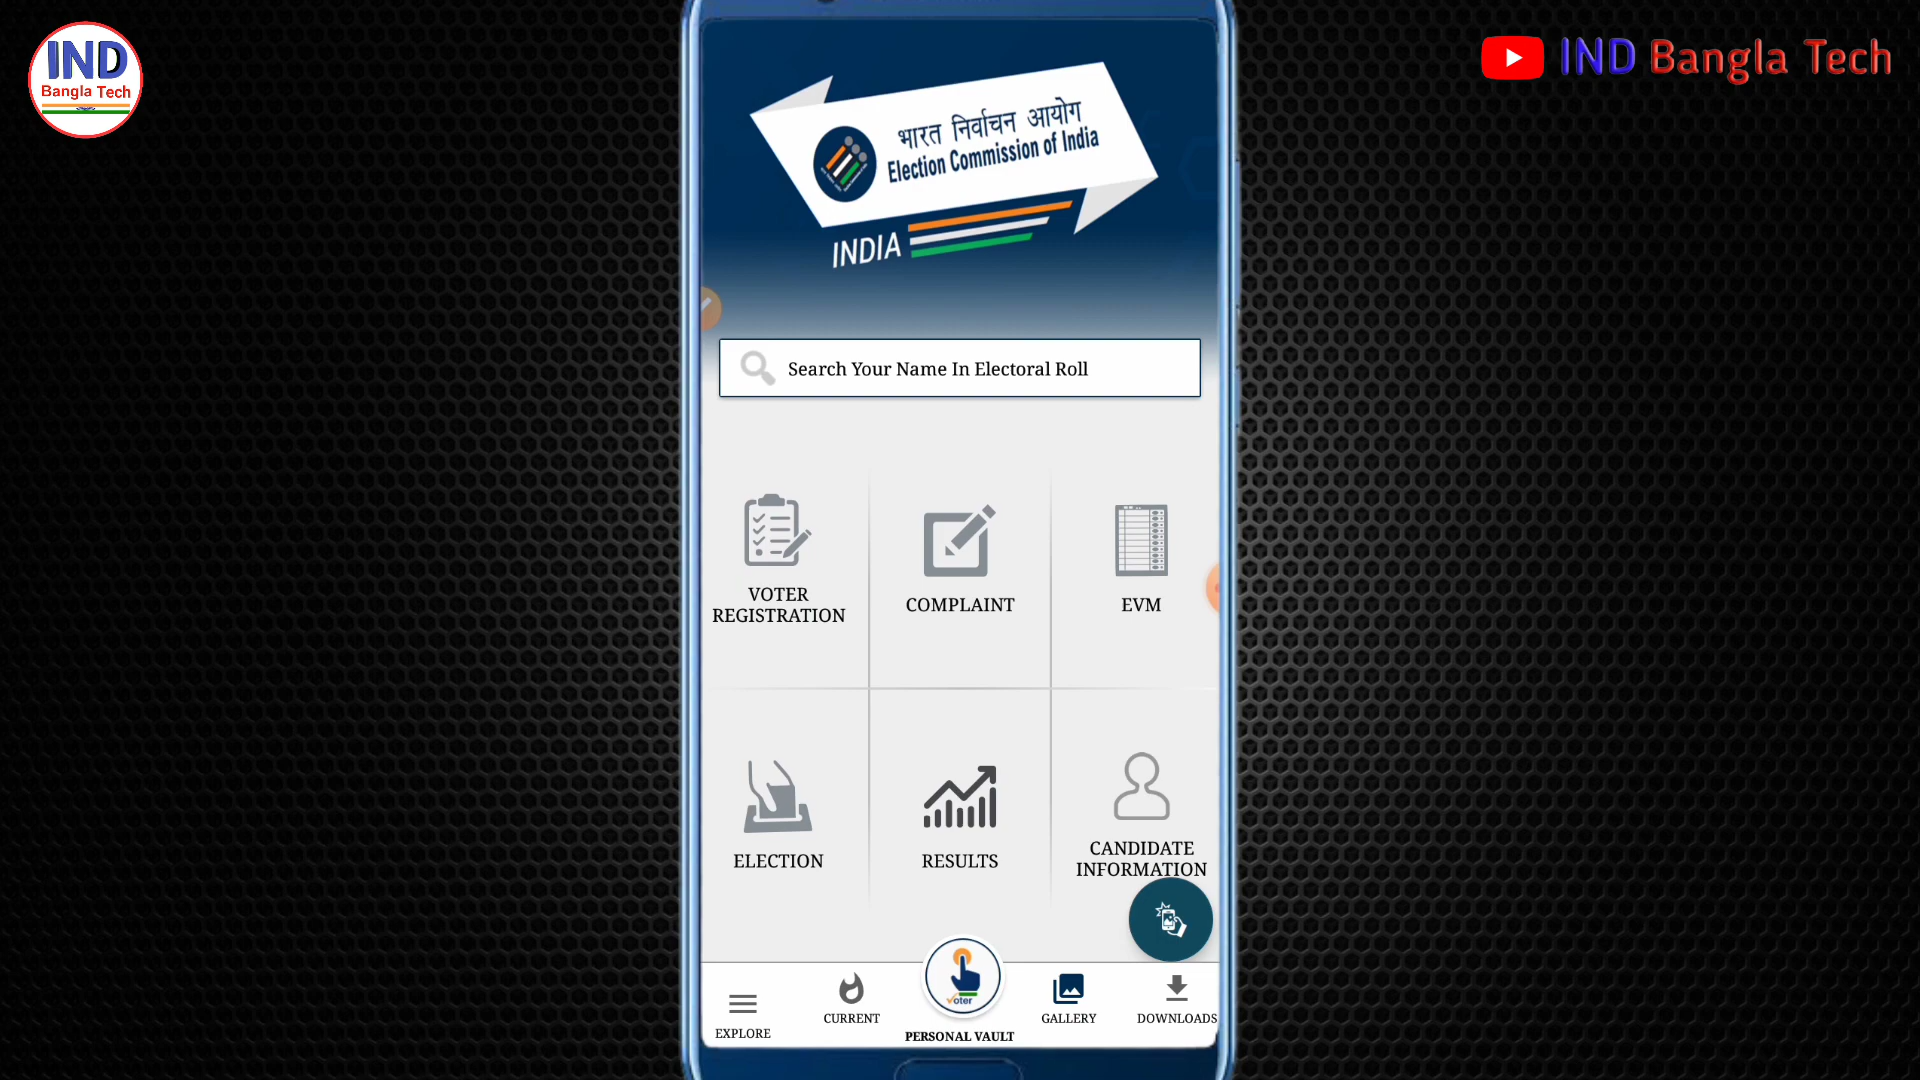 IND
Bangla Tech
IND Bangla Tech
भारत निर्वाचन आयोग
Election Commission of India
INDIA
Search Your Name In Electoral Roll
VOTER
REGISTRATION
COMPLAINT
EVM
ELECTION
RESULTS
CANDIDATE
INFORMATION
Voter
EXPLORE
CURRENT
PERSONAL VAULT
GALLERY
DOWNLOADS